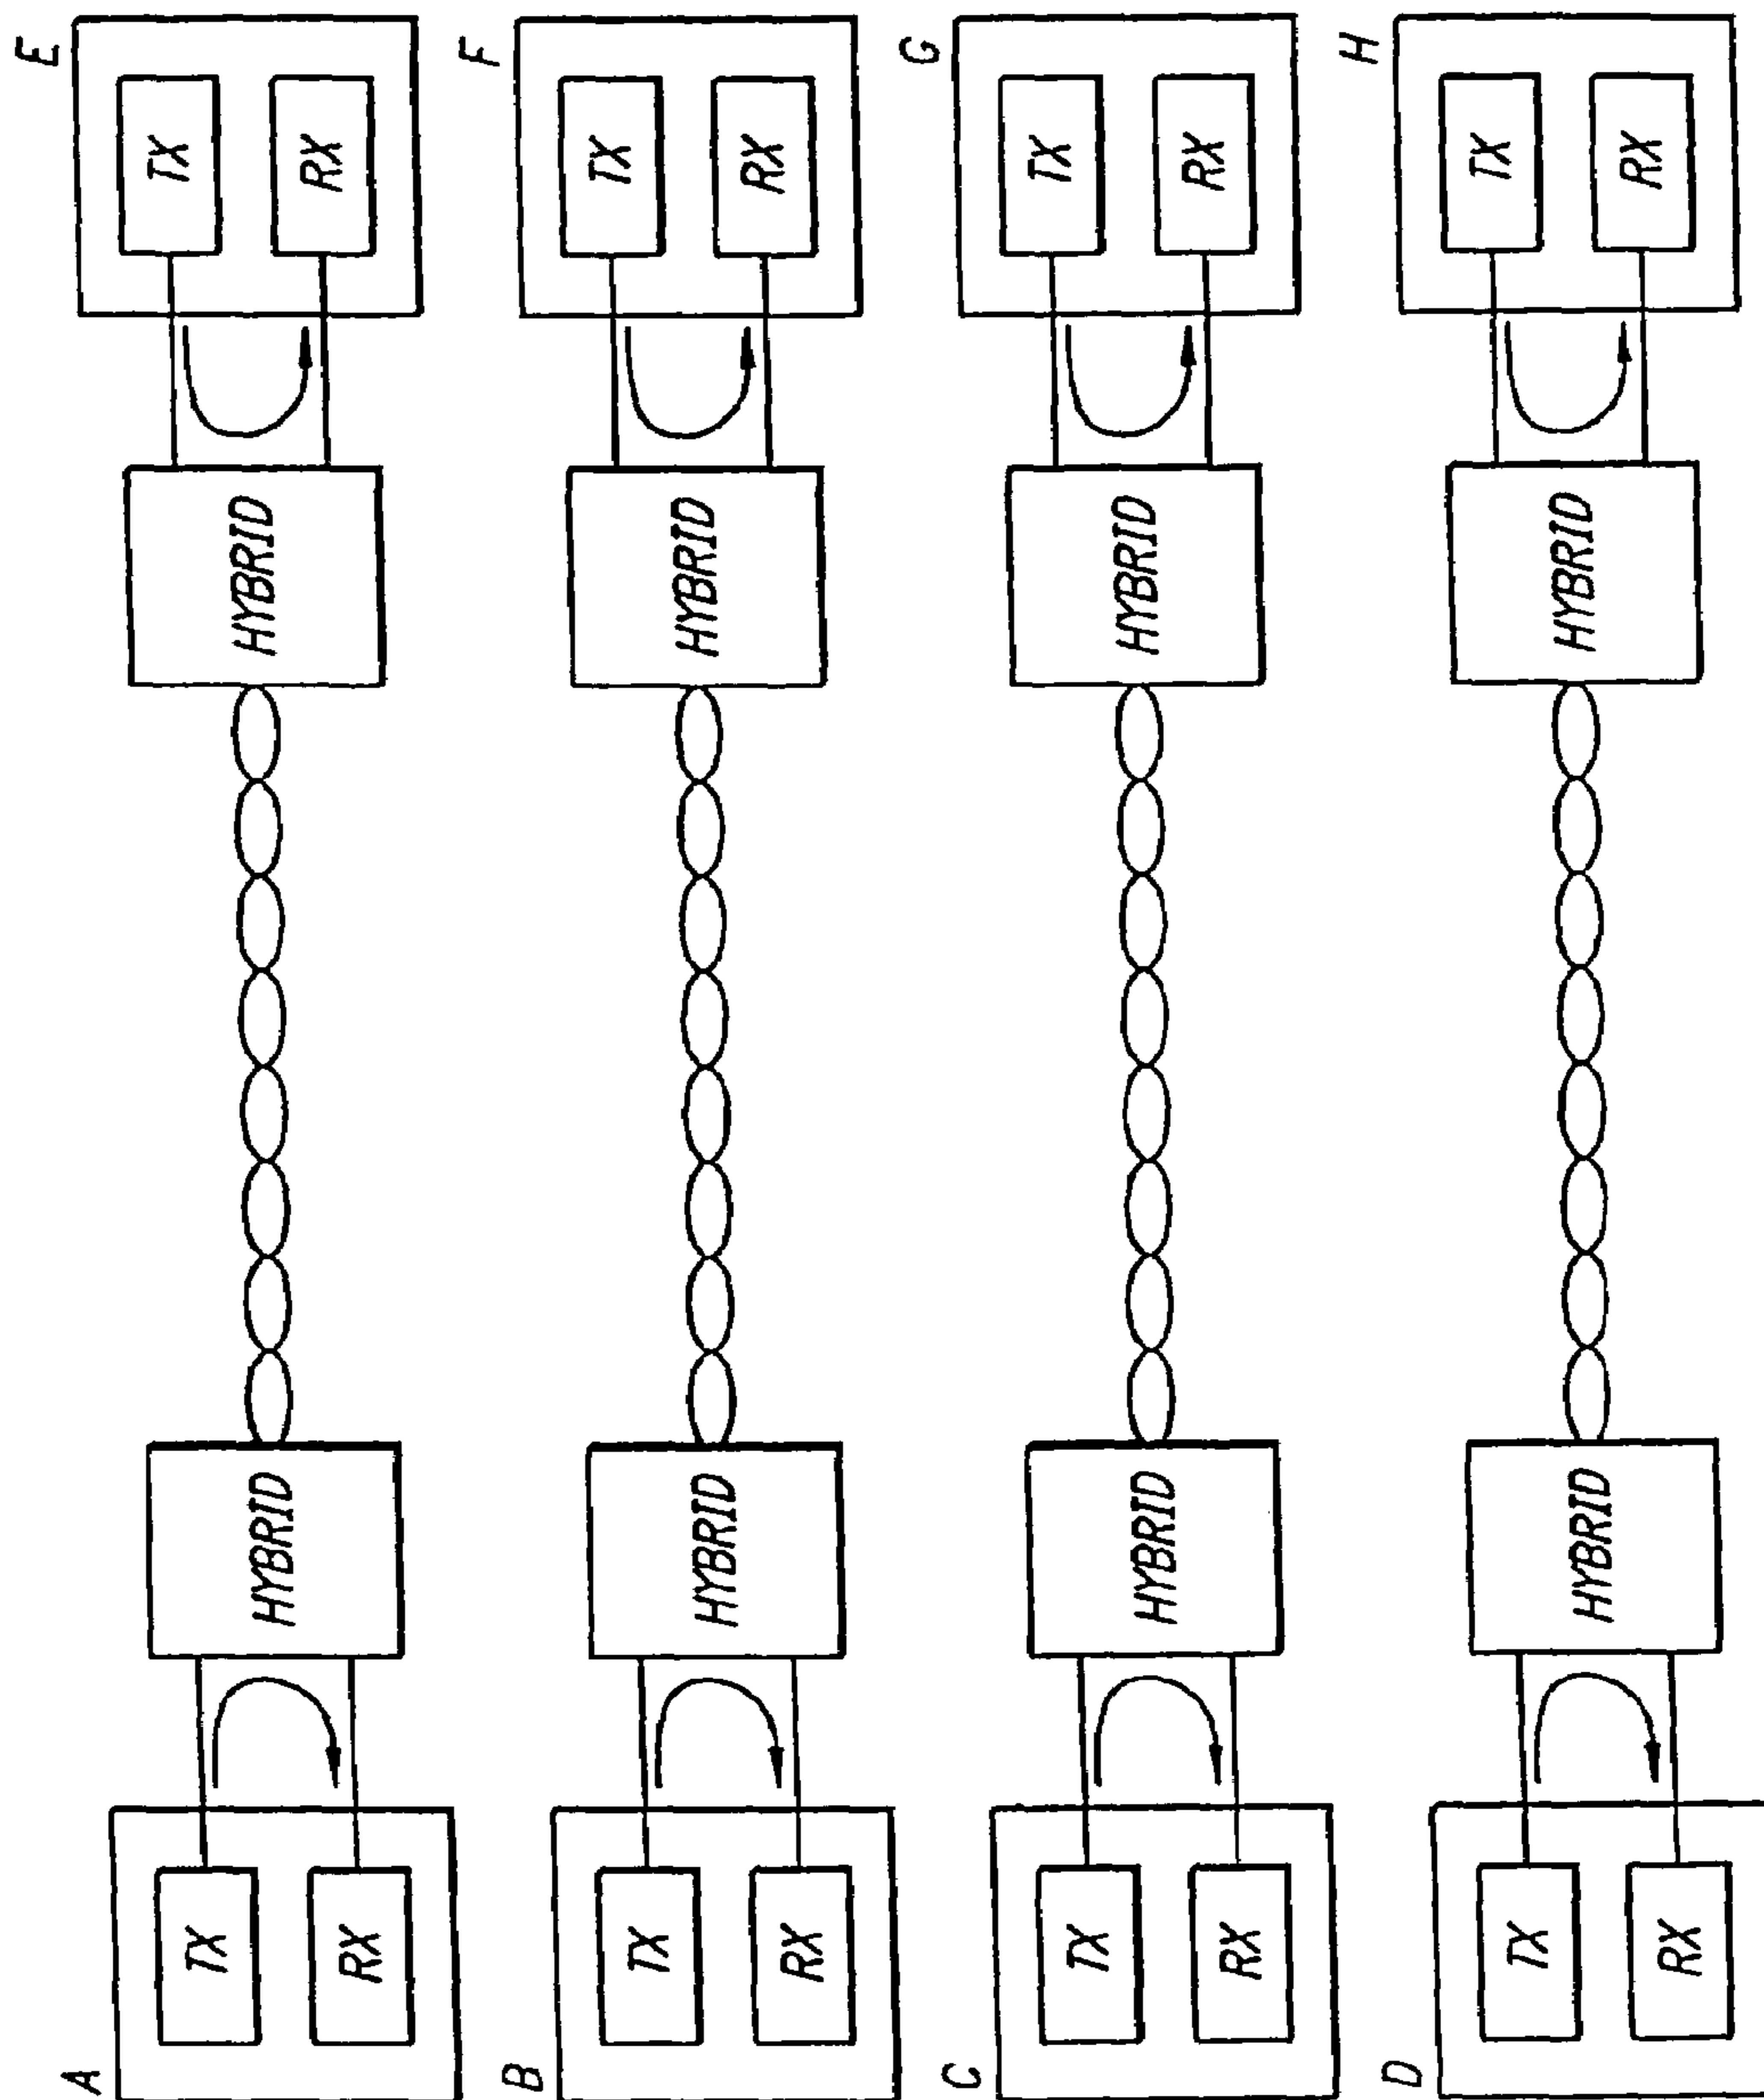 A
TX
RX
HYBRID
HYBRID
E
TX
RX
B
TX
RX
HYBRID
HYBRID
F
TX
RX
C
TX
RX
HYBRID
HYBRID
G
TX
RX
D
TX
RX
HYBRID
HYBRID
H
TX
RX